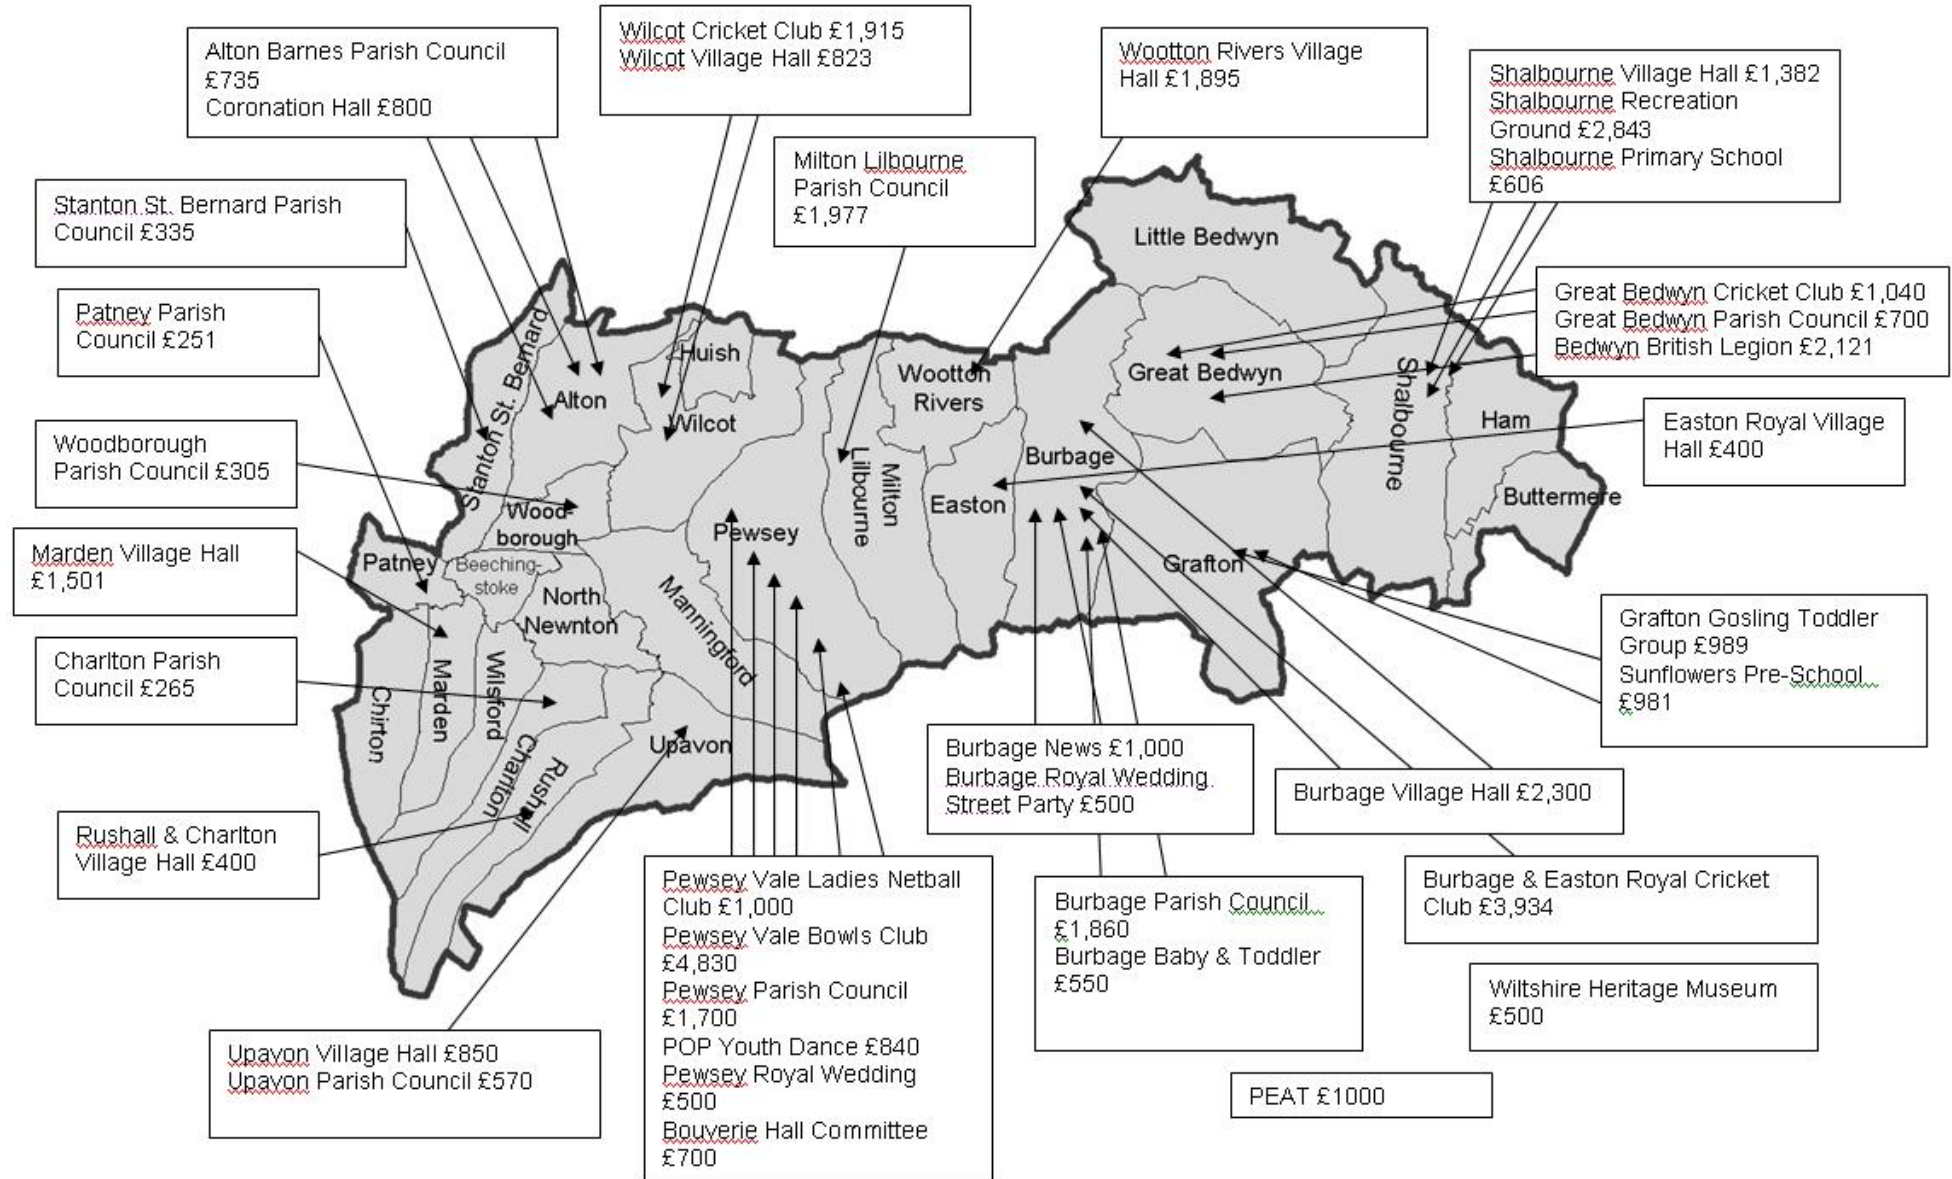 Alton Barnes Parish Council
£735
Coronation Hall £800
Wilcot Cricket Club £1,915
Wilcot Village Hall £823
Wootton Rivers Village
Hall £1,895
Shalbourne Village Hall £1,382
Shalbourne Recreation
Ground £2,843
Shalbourne Primary School
£606
Milton Lilbourne
Parish Council
£1,977
Stanton St. Bernard Parish
Council £335
Patney Parish
Council £251
Great Bedwyn Cricket Club £1,040
Great Bedwyn Parish Council £700
Bedwyn British Legion £2,121
Easton Royal Village
Hall £400
Woodborough
Parish Council £305
Marden Village Hall
£1,501
Charlton Parish
Council £265
Rushall & Charlton
Village Hall £400
Little Bedwyn
Stanton St. Bernard
Alton
Huish
Wilcot
Wootton
Rivers
Great Bedwyn
Shalbourne
Ham
Buttermere
Burbage
Easton
Milton
Lilbourne
Pewsey
Wood-
borough
Patney
Beeching-
stoke
North
Newnton
Manningford
Grafton
Chirton
Marden
Wilsford
Charlton
Rushall
Upavon
Grafton Gosling Toddler
Group £989
Sunflowers Pre-School
£981
Burbage News £1,000
Burbage Royal Wedding
Street Party £500
Burbage Village Hall £2,300
Burbage & Easton Royal Cricket
Club £3,934
Burbage Parish Council
£1,860
Burbage Baby & Toddler
£550
Wiltshire Heritage Museum
£500
PEAT £1000
Pewsey Vale Ladies Netball
Club £1,000
Pewsey Vale Bowls Club
£4,830
Pewsey Parish Council
£1,700
POP Youth Dance £840
Pewsey Royal Wedding
£500
Bouverie Hall Committee
£700
Upavon Village Hall £850
Upavon Parish Council £570